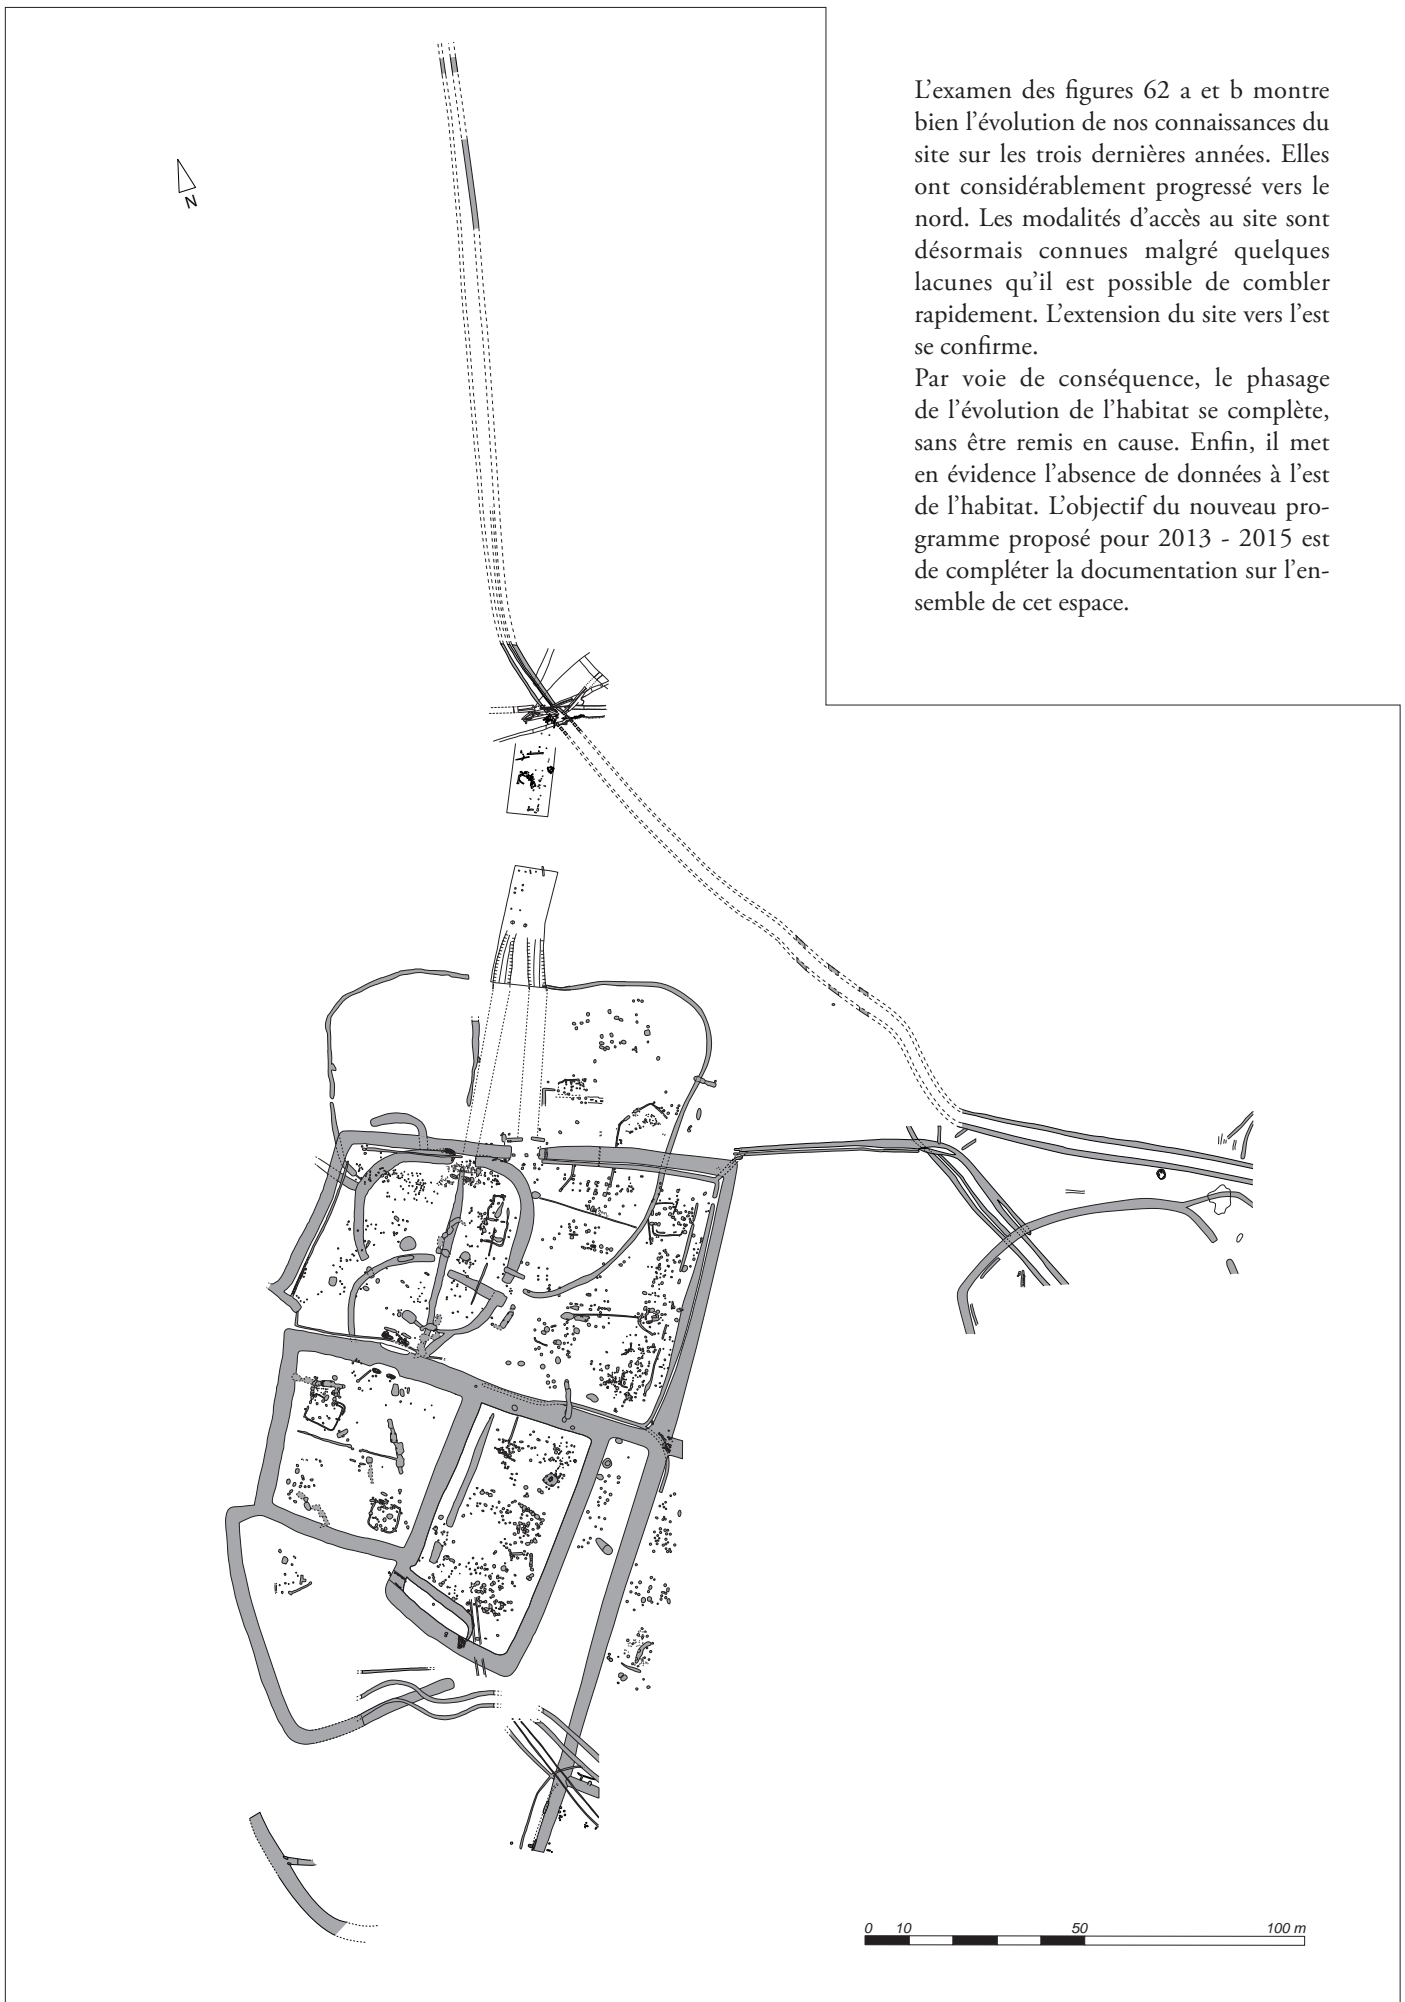 L'examen des figures 62 a et b montre
bien l'évolution de nos connaissances du
site sur les trois dernières années. Elles
ont considérablement progressé vers le
nord. Les modalités d'accès au site sont
désormais connues malgré quelques
lacunes qu'il est possible de combler
rapidement. L'extension du site vers l'est
se confirme.
Par voie de conséquence, le phasage
de l'évolution de l'habitat se complète,
sans être remis en cause. Enfin, il met
en évidence l'absence de données à l'est
de l'habitat. L'objectif du nouveau pro-
gramme proposé pour 2013 - 2015 est
de compléter la documentation sur l'en-
semble de cet espace.
N
0 10 50 100 m